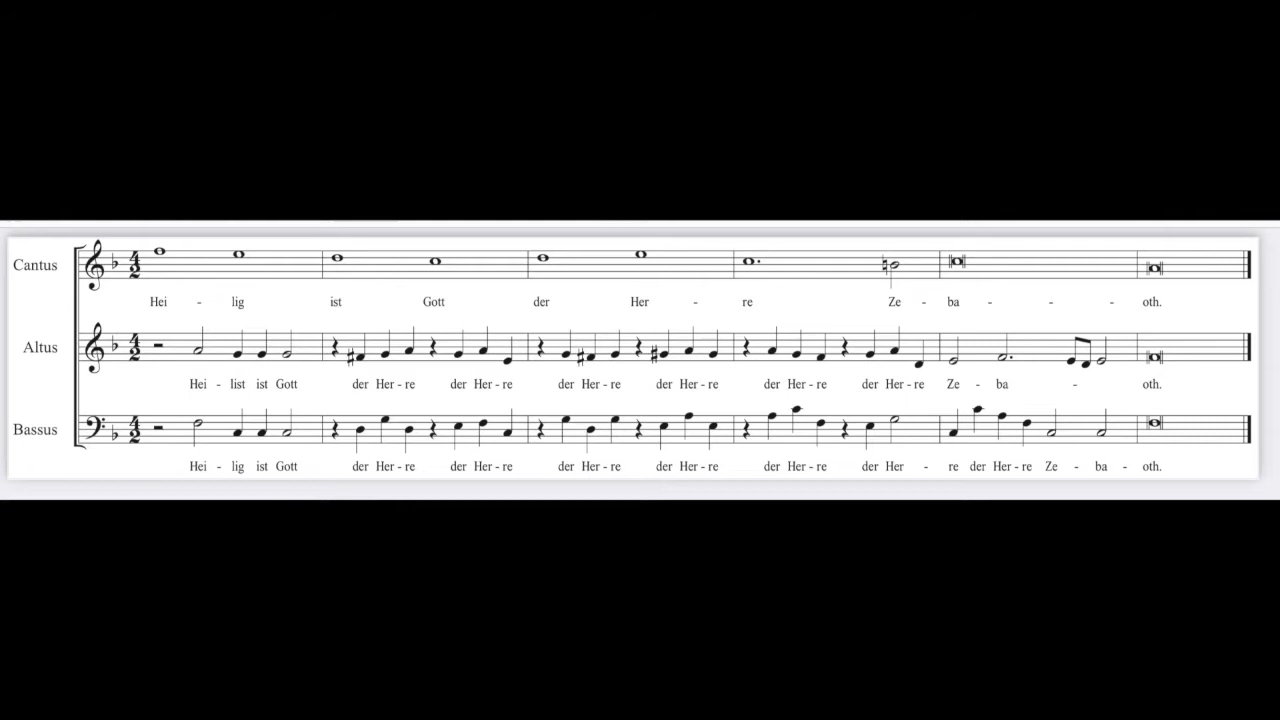 Cantus
Hei - lig ist Gott der Her - re Ze - ba - - - oth.
Altus
Hei - list ist Gott der Her - re der Her - re der Her - re der Her - re der Her - re der Her - re Ze - ba - oth.
Bassus
Hei - lig ist Gott der Her - re der Her - re der Her - re der Her - re der Her - re der Her - re der Her - re Ze - ba - oth.